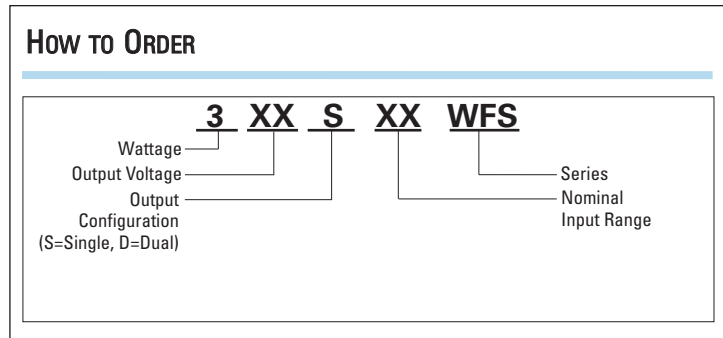 HOW TO ORDER
3 XX S XX WFS
Wattage
Output Voltage
Output
Configuration
(S=Single, D=Dual)
Series
Nominal
Input Range